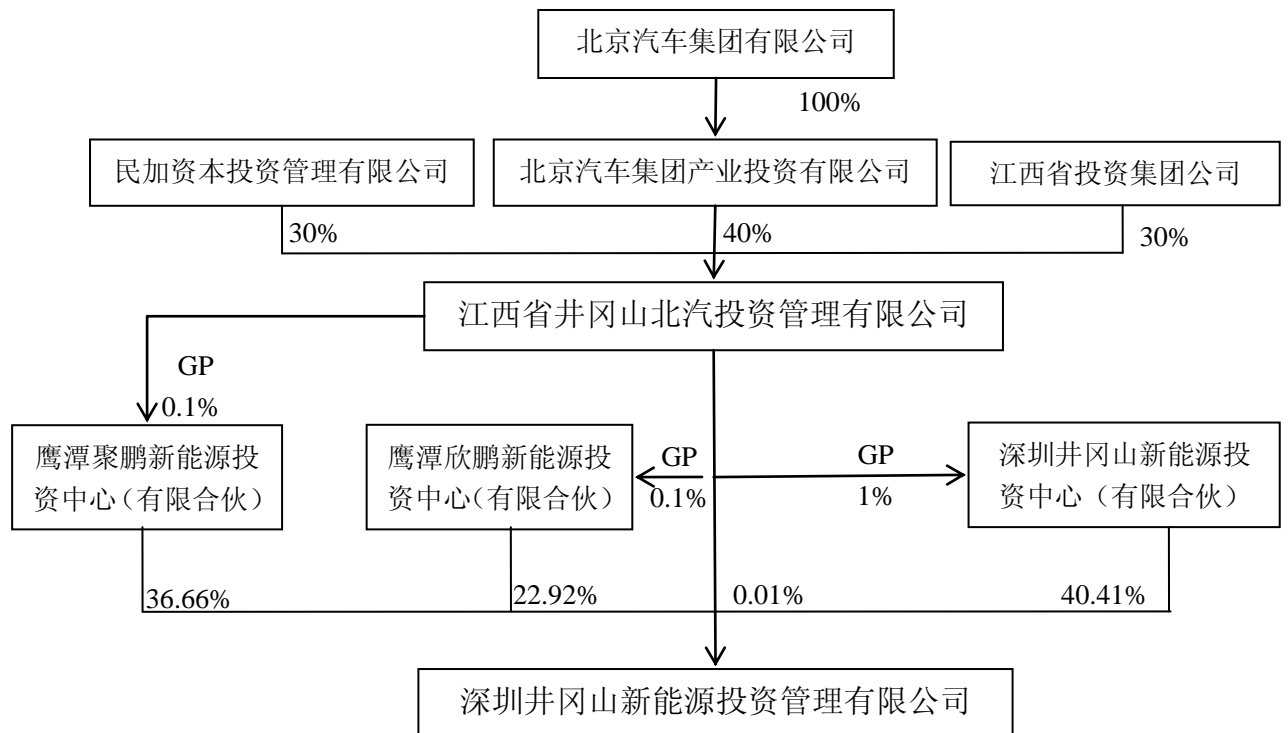 北京汽车集团有限公司
100%
民加资本投资管理有限公司
北京汽车集团产业投资有限公司
江西省投资集团公司
30%
40%
30%
江西省井冈山北汽投资管理有限公司
GP
0.1%
鹰潭聚鹏新能源投
资中心（有限合伙）
鹰潭欣鹏新能源投
资中心（有限合伙）
GP
0.1%
GP
1%
深圳井冈山新能源投
资中心（有限合伙）
36.66%
22.92%
0.01%
40.41%
深圳井冈山新能源投资管理有限公司